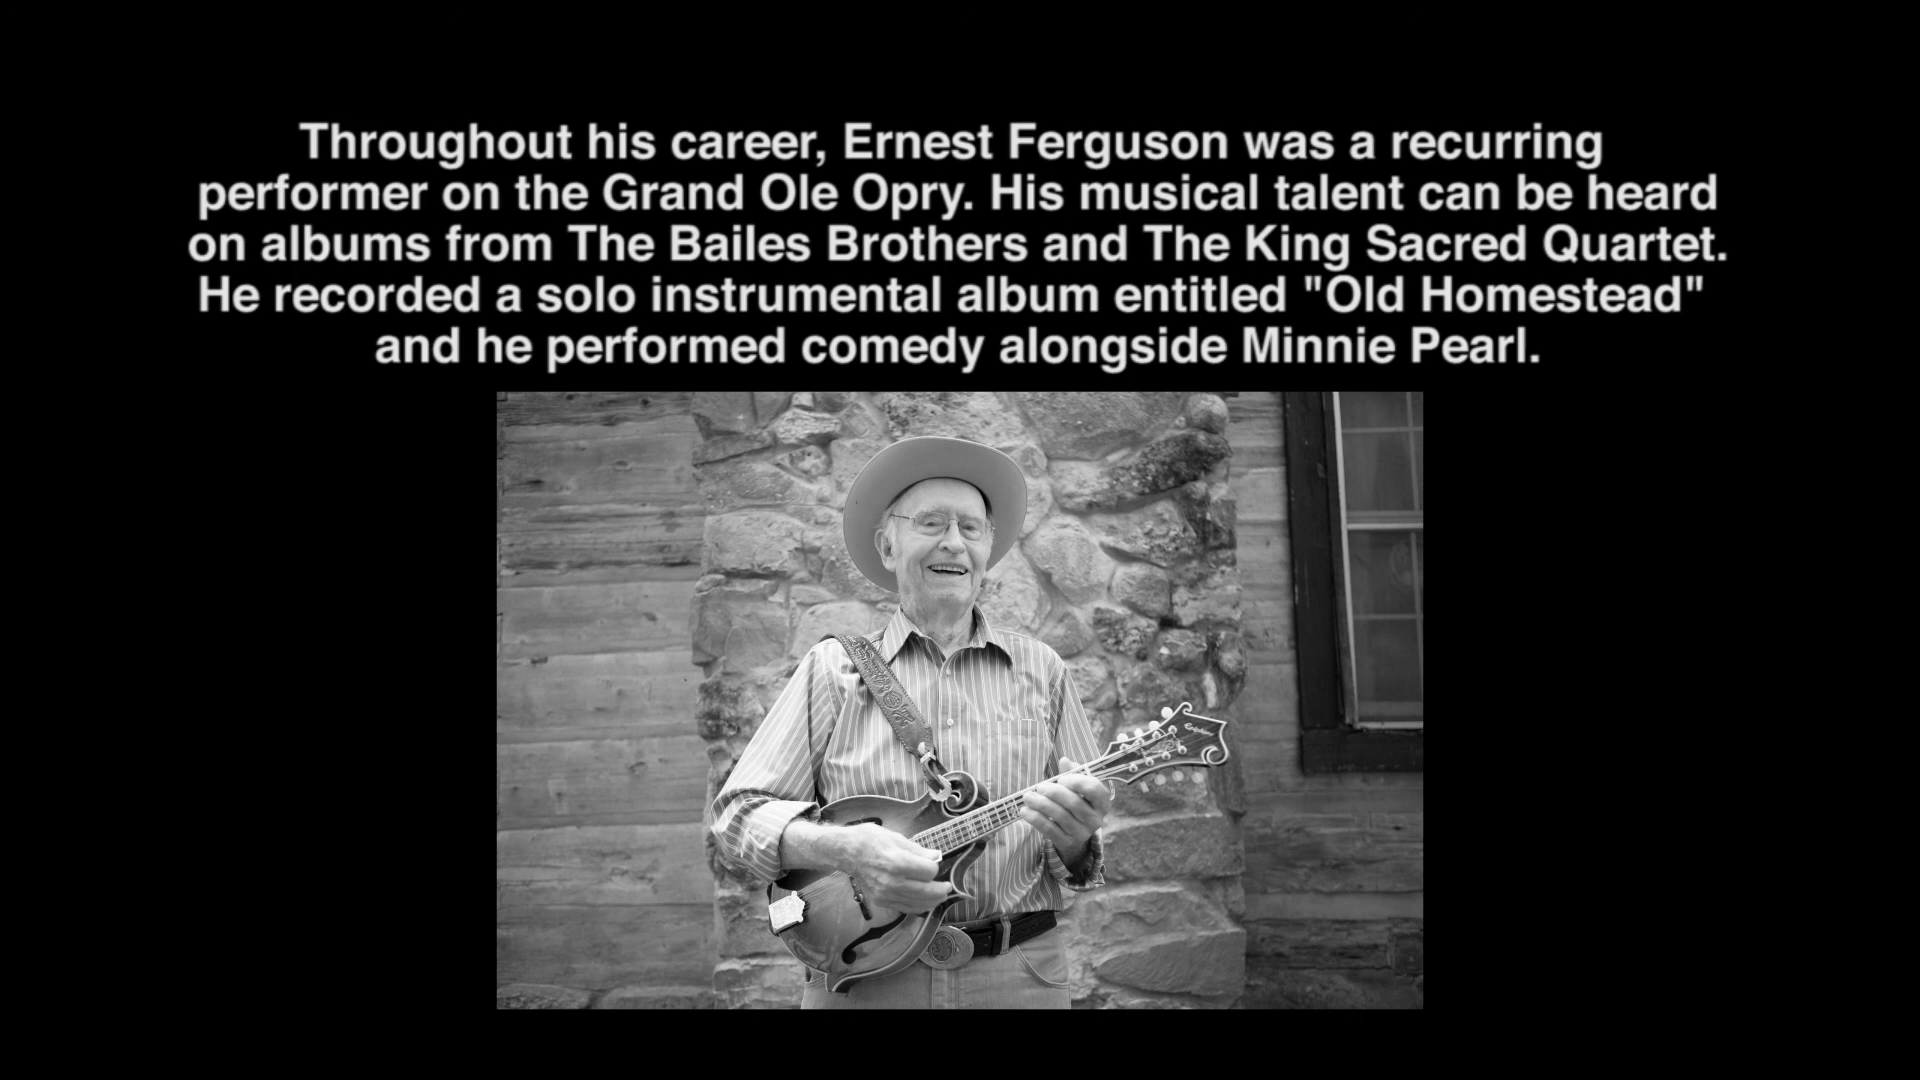 Throughout his career, Ernest Ferguson was a recurring
performer on the Grand Ole Opry. His musical talent can be heard
on albums from The Bailes Brothers and The King Sacred Quartet.
He recorded a solo instrumental album entitled "Old Homestead"
and he performed comedy alongside Minnie Pearl.